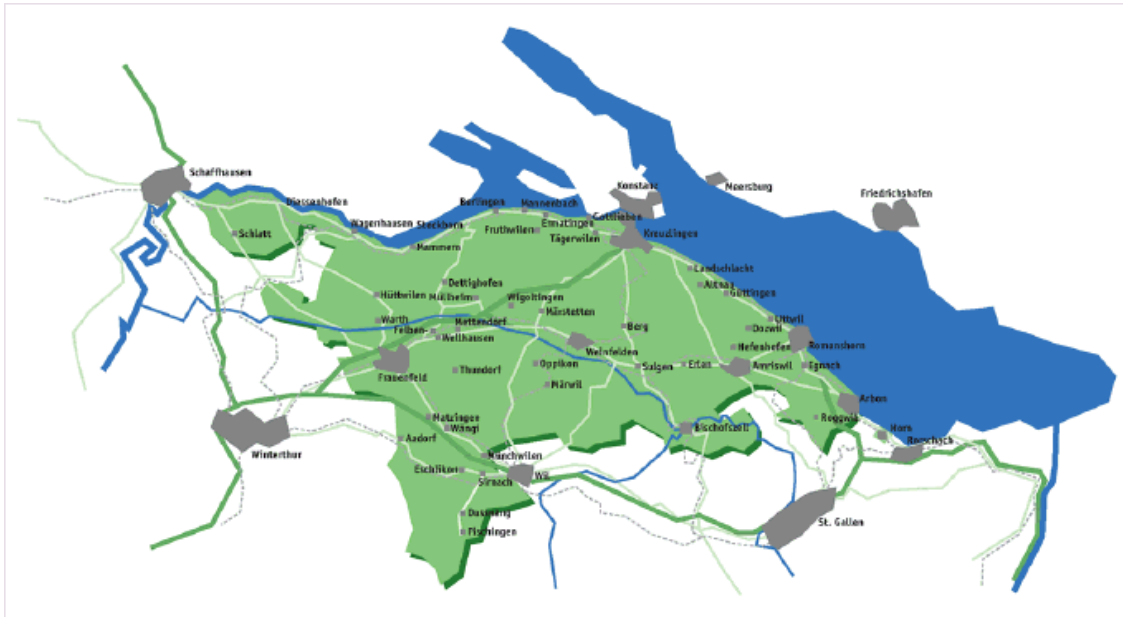 Schaffhausen
Diessenhofen
Schlatt
Wagenhausen
Steckborn
Mammern
Berlingen
Mannenbach
Fruthwilen
Ermatingen
Gottlieben
Tägerwilen
Konstanz
Kreuzlingen
Meersburg
Friedrichshafen
Landschlacht
Altnau
Güttingen
Uttwil
Dozwil
Hefenhofen
Romanshorn
Dettighofen
Hüttwilen
Müllheim
Wigoltingen
Märstetten
Warth
Felben-
Wellhausen
Mettendorf
Berg
Weinfelden
Frauenfeld
Thundorf
Oppikon
Märwil
Sulgen
Erlen
Amriswil
Egnach
Arbon
Roggwil
Horn
Rorschach
Matzingen
Wängi
Aadorf
Bischofszell
Winterthur
Münchwilen
Eschlikon
Sirnach
Wil
Dussnang
Fischingen
St. Gallen